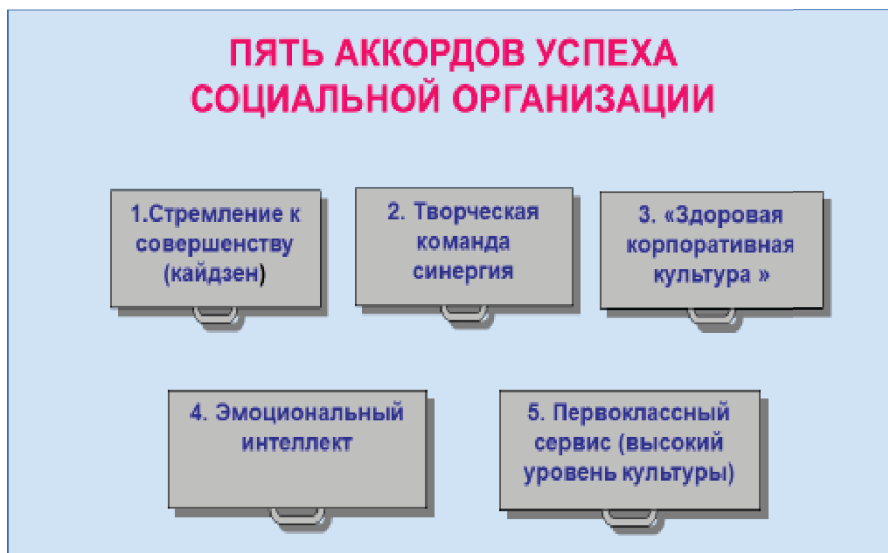 ПЯТЬ АККОРДОВ УСПЕХА
СОЦИАЛЬНОЙ ОРГАНИЗАЦИИ
1.Стремление к
совершенству
(кайдзен)
2. Творческая
команда
синергия
3. «Здоровая
корпоративная
культура »
4. Эмоциональный
интеллект
5. Первоклассный
сервис (высокий
уровень культуры)